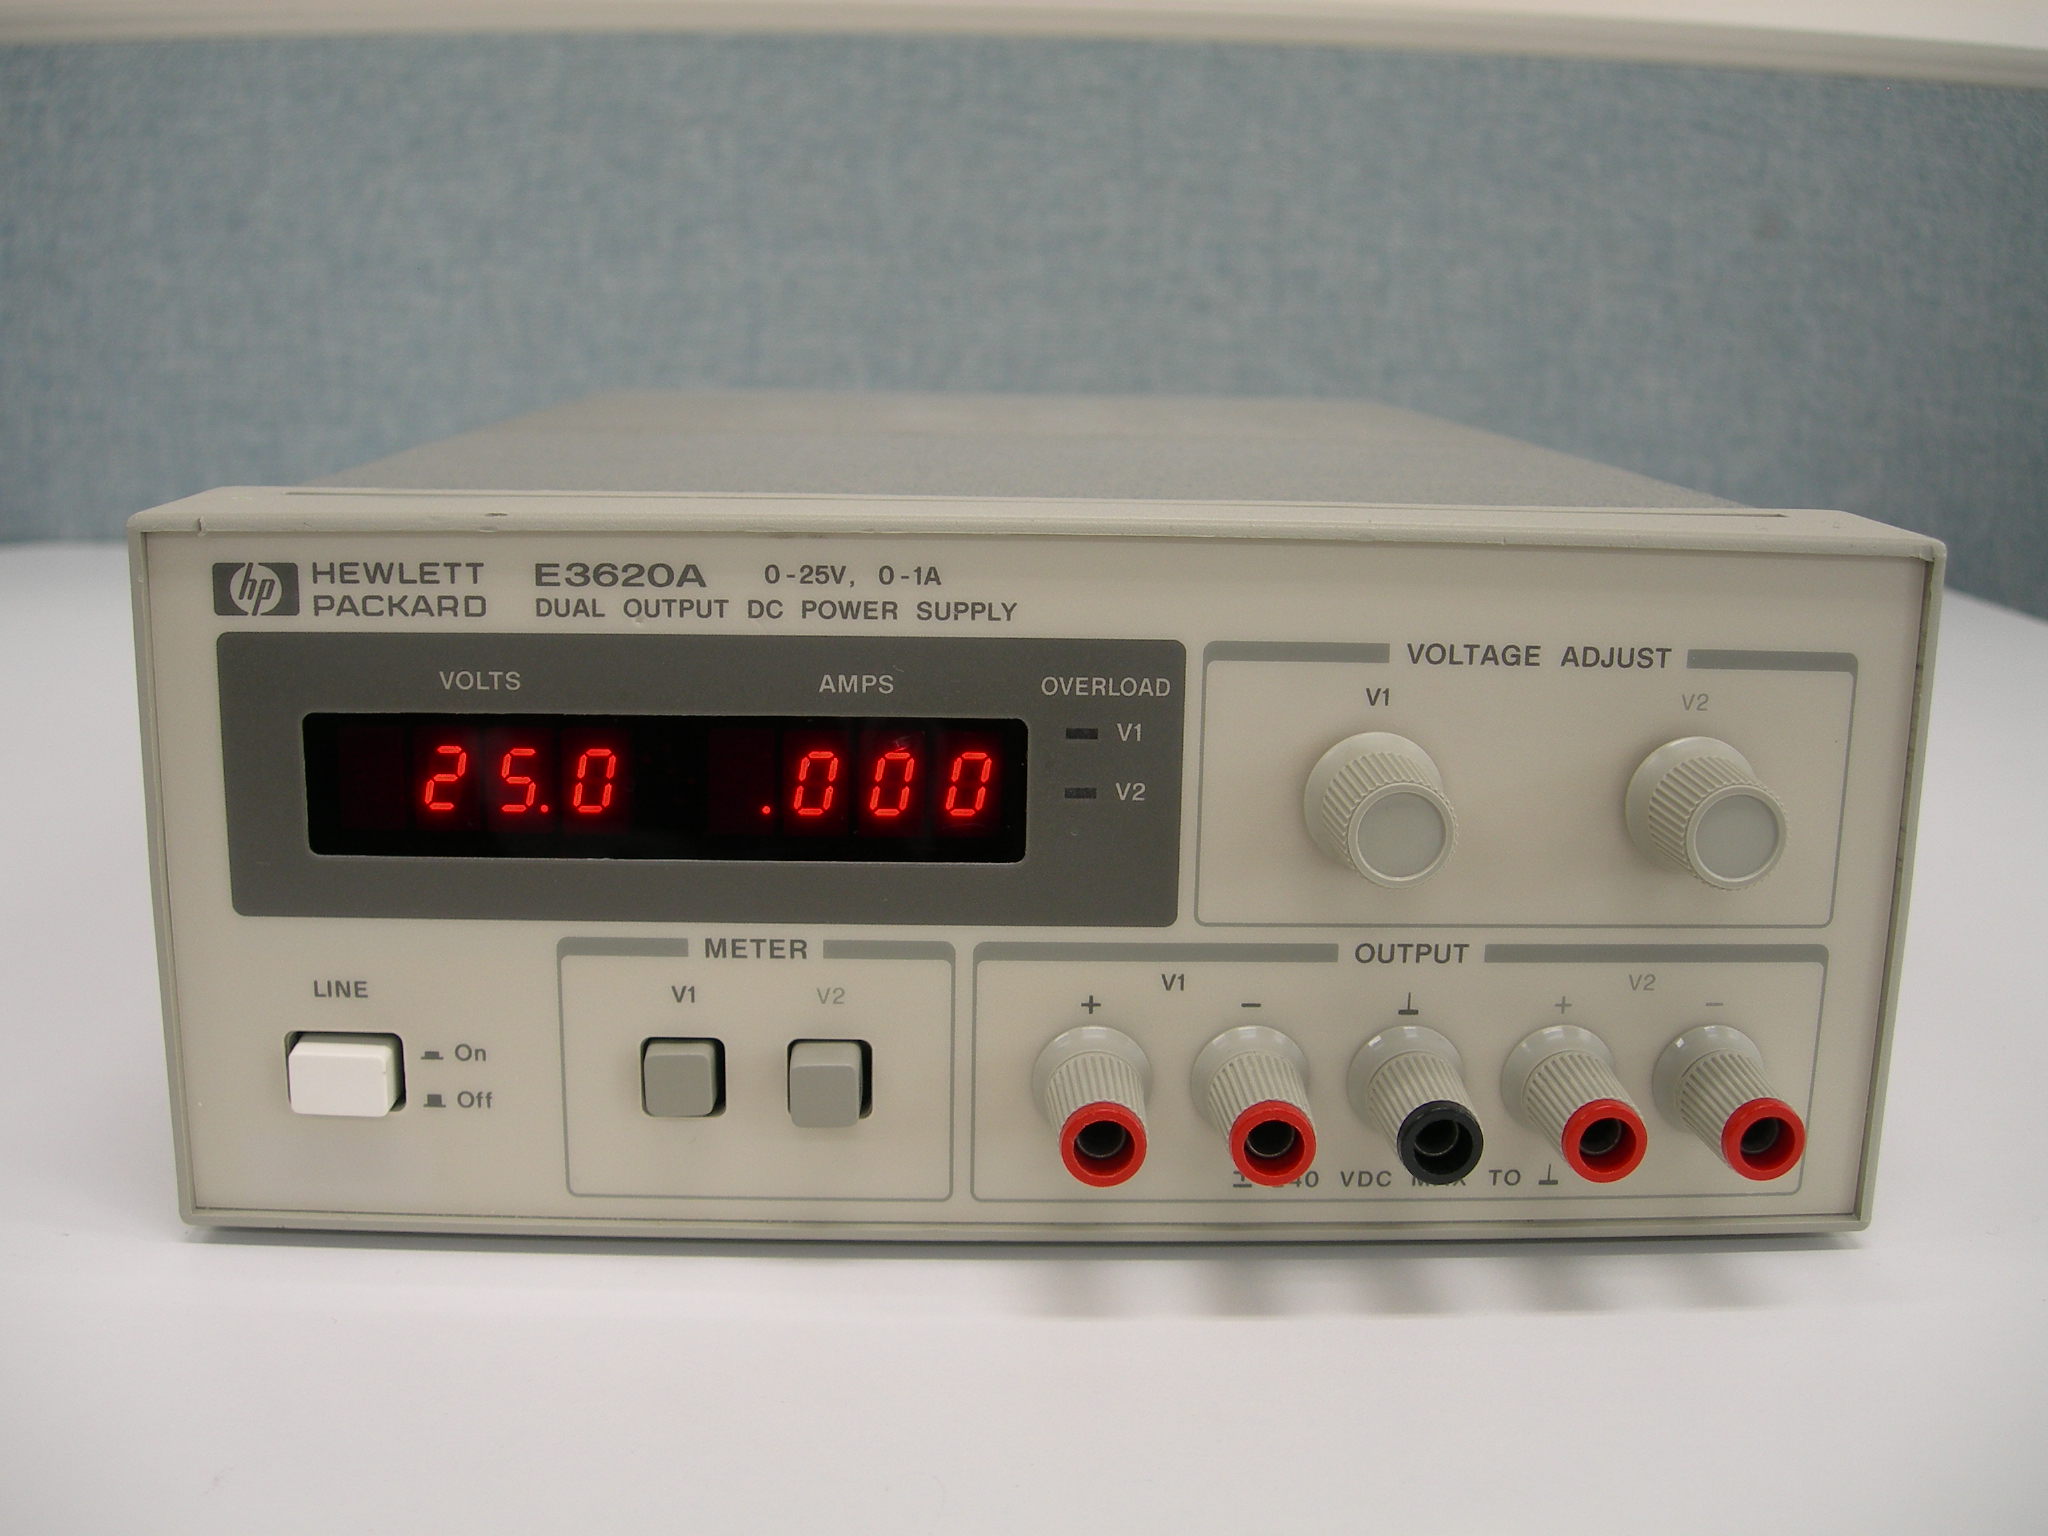 hp HEWLETT PACKARD
E3620A 0-25V, 0-1A
DUAL OUTPUT DC POWER SUPPLY
VOLTS AMPS OVERLOAD
25.0 .000
V1
V2
VOLTAGE ADJUST
V1 V2
LINE
On
Off
METER
V1 V2
OUTPUT
V1 V2
+ − ⊥ + −
VDC TO ⊥